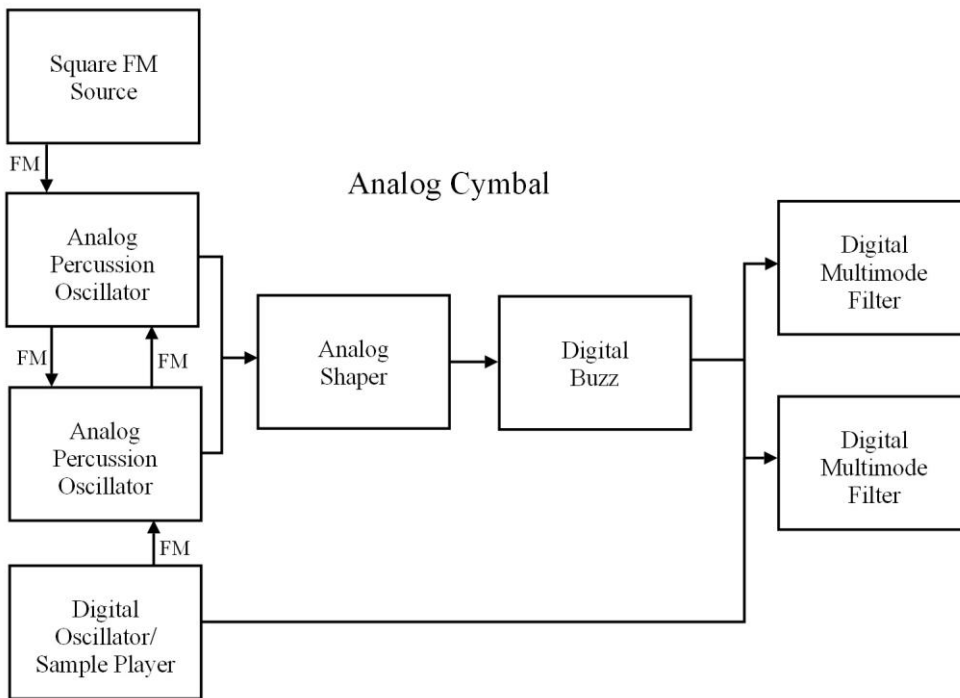 Square FM
Source
FM
Analog Cymbal
Analog
Percussion
Oscillator
Digital
Multimode
Filter
FM
FM
Analog
Shaper
Digital
Buzz
Analog
Percussion
Oscillator
Digital
Multimode
Filter
FM
Digital
Oscillator/
Sample Player